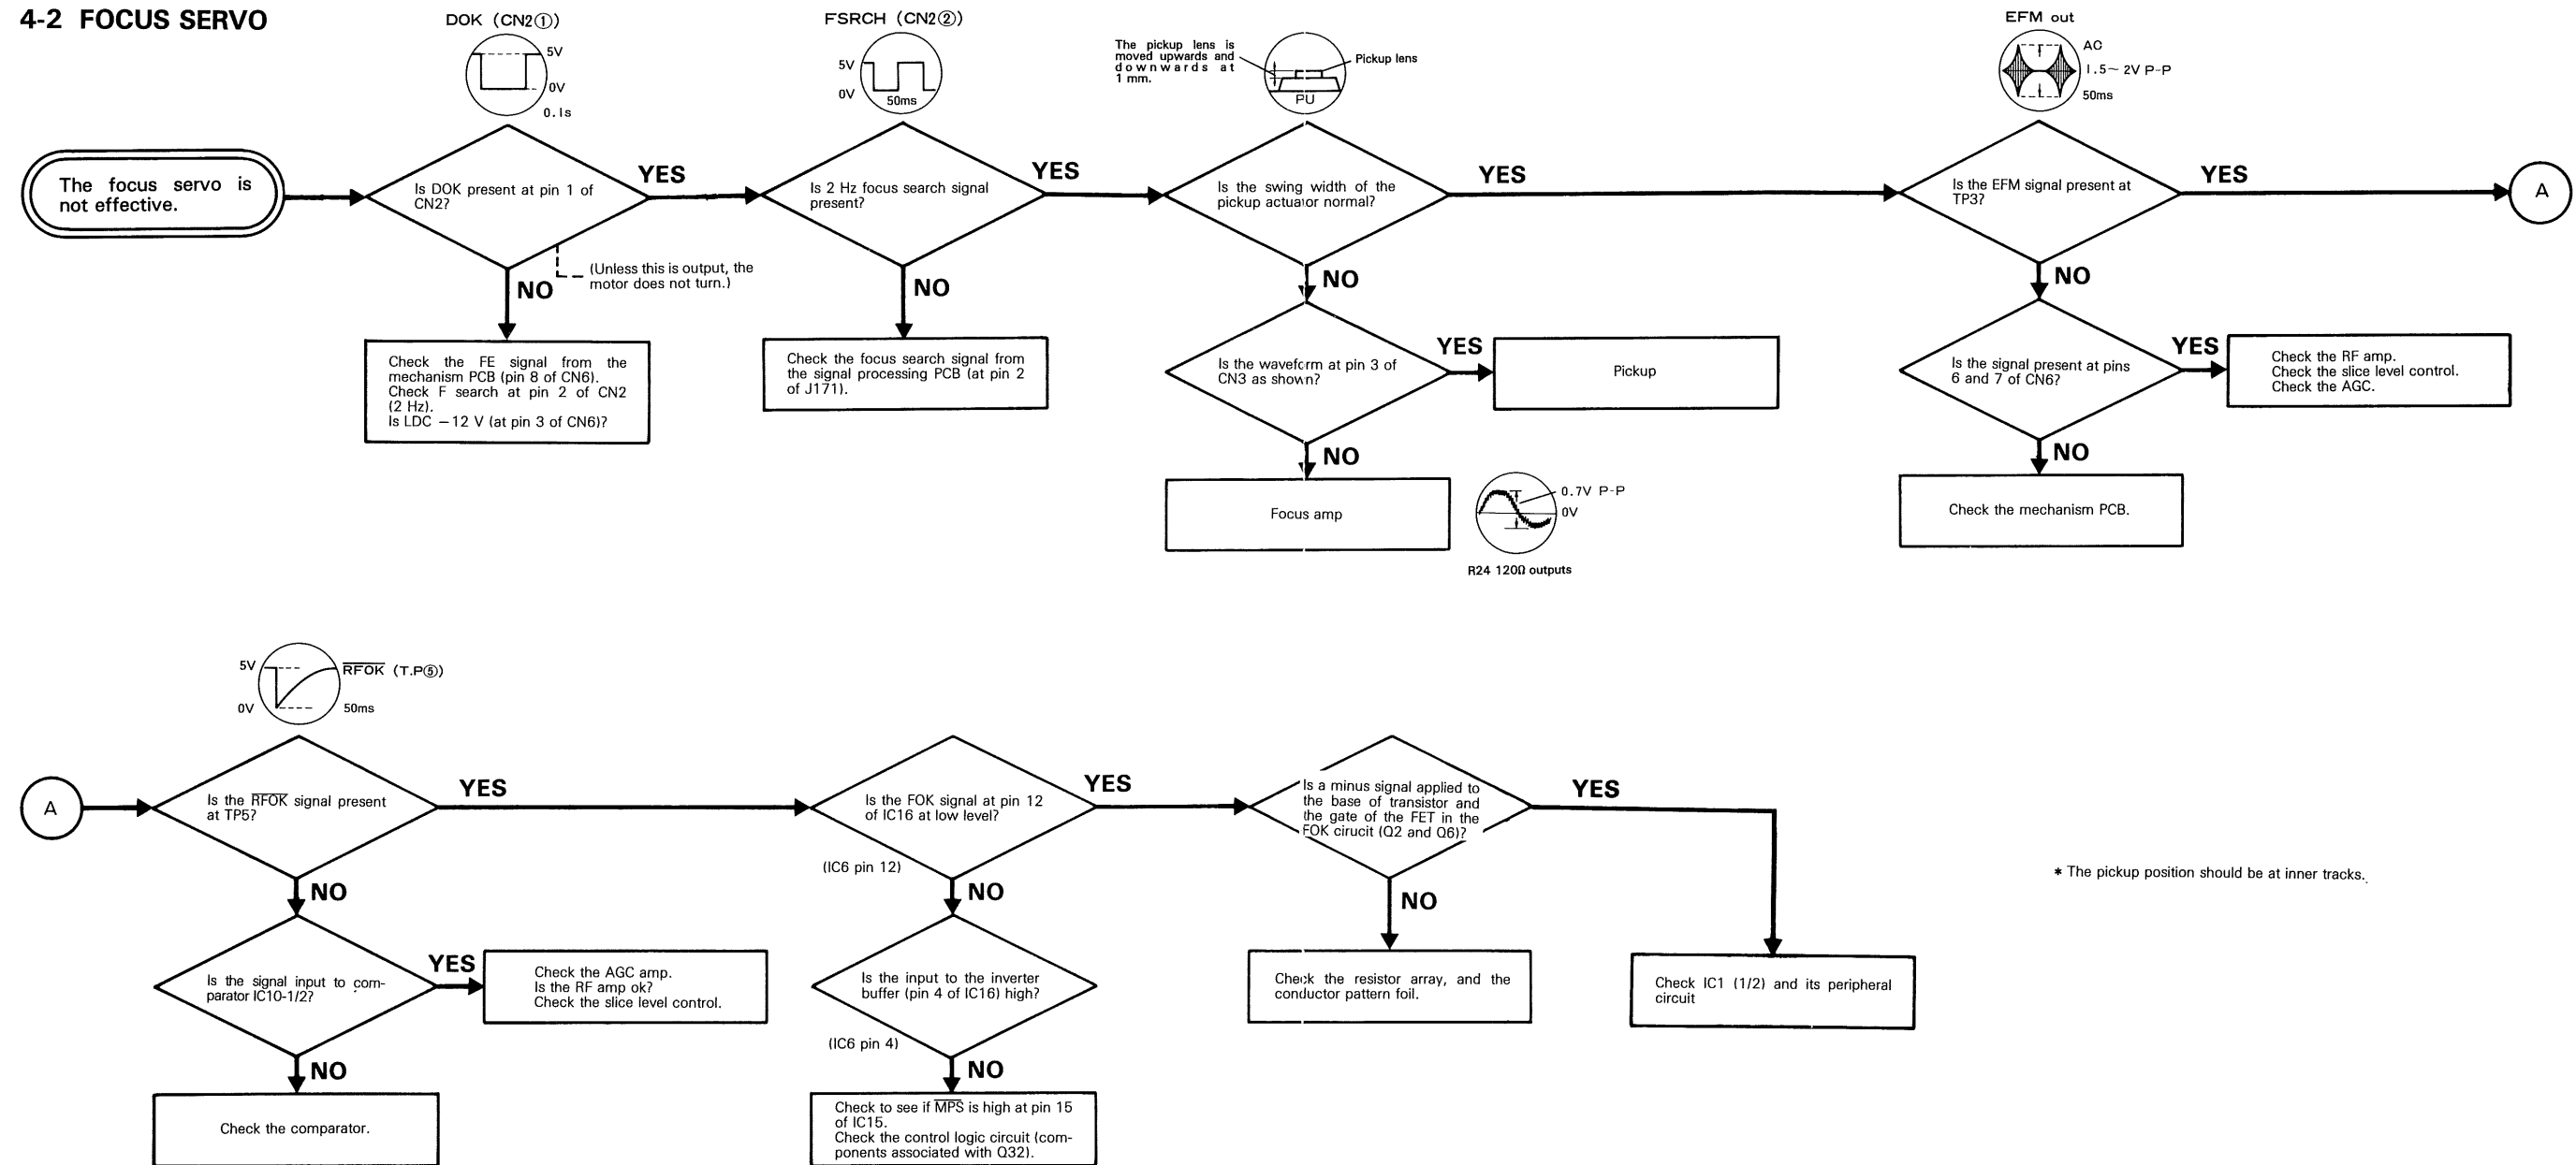 4-2 FOCUS SERVO
DOK (CN2①)
5V
0V
0.1s
FSRCH (CN2②)
5V
0V
50ms
The pickup lens is
moved upwards and
downwards at
1 mm.
Pickup lens
PU
EFM out
AC
1.5~2V P-P
50ms
The focus servo is
not effective.
Is DOK present at pin 1 of
CN2?
YES
NO
(Unless this is output, the
motor does not turn.)
Check the FE signal from the
mechanism PCB (pin 8 of CN6).
Check F search at pin 2 of CN2
(2 Hz).
Is LDC −12 V (at pin 3 of CN6)?
Is 2 Hz focus search signal
present?
YES
NO
Check the focus search signal from
the signal processing PCB (at pin 2
of J171).
Is the swing width of the
pickup actuator normal?
YES
NO
Is the waveform at pin 3 of
CN3 as shown?
YES
Pickup
NO
Focus amp
0.7V P-P
0V
R24 120Ω outputs
Is the EFM signal present at
TP3?
YES
A
NO
Is the signal present at pins
6 and 7 of CN6?
YES
Check the RF amp.
Check the slice level control.
Check the AGC.
NO
Check the mechanism PCB.
5V
0V
R̅F̅O̅K̅ (T.P⑤)
50ms
A
Is the R̅F̅O̅K̅ signal present
at TP5?
YES
NO
Is the signal input to com-
parator IC10-1/2?
YES
Check the AGC amp.
Is the RF amp ok?
Check the slice level control.
NO
Check the comparator.
Is the FOK signal at pin 12
of IC16 at low level?
YES
(IC6 pin 12)
NO
Is the input to the inverter
buffer (pin 4 of IC16) high?
(IC6 pin 4)
NO
Check to see if M̅P̅S̅ is high at pin 15
of IC15.
Check the control logic circuit (com-
ponents associated with Q32).
Is a minus signal applied to
the base of transistor and
the gate of the FET in the
FOK cirucit (Q2 and Q6)?
YES
NO
Check the resistor array, and the
conductor pattern foil.
Check IC1 (1/2) and its peripheral
circuit
* The pickup position should be at inner tracks.